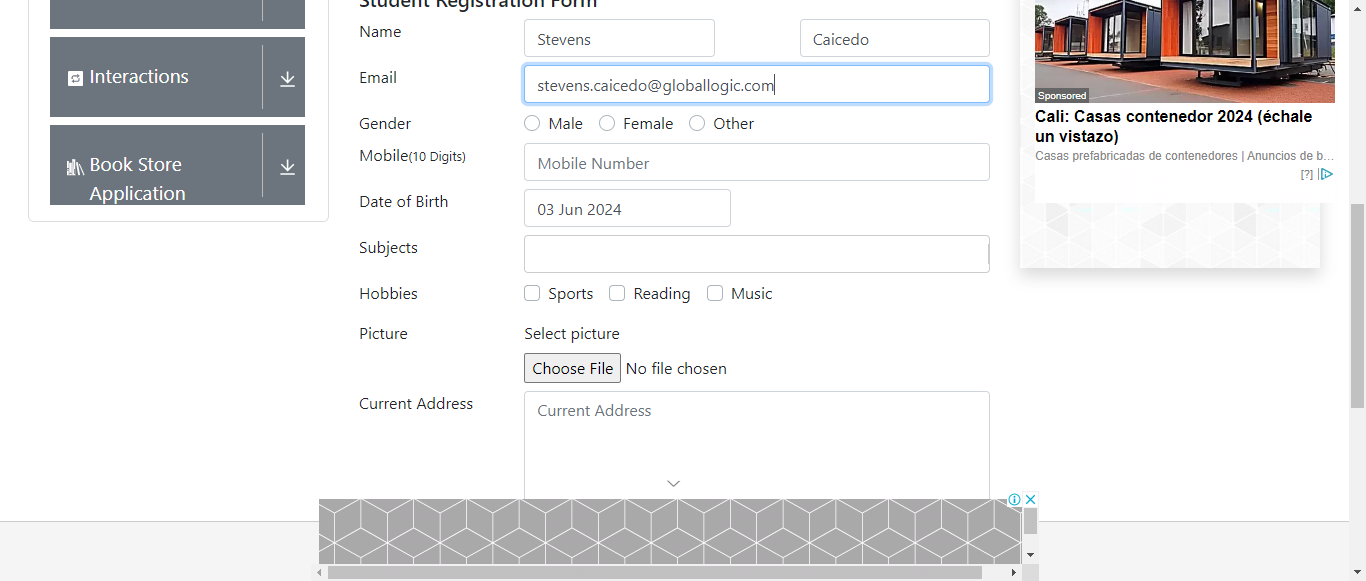 Student Registration Form
Name
Stevens
Caicedo
Interactions
Email
stevens.caicedo@globallogic.com
Gender
Male
Female
Other
Book Store
Application
Mobile(10 Digits)
Mobile Number
Date of Birth
03 Jun 2024
Subjects
Hobbies
Sports
Reading
Music
Picture
Select picture
Choose File
No file chosen
Current Address
Current Address
Sponsored
Cali: Casas contenedor 2024 (échale
un vistazo)
Casas prefabricadas de contenedores | Anuncios de b...
[?]